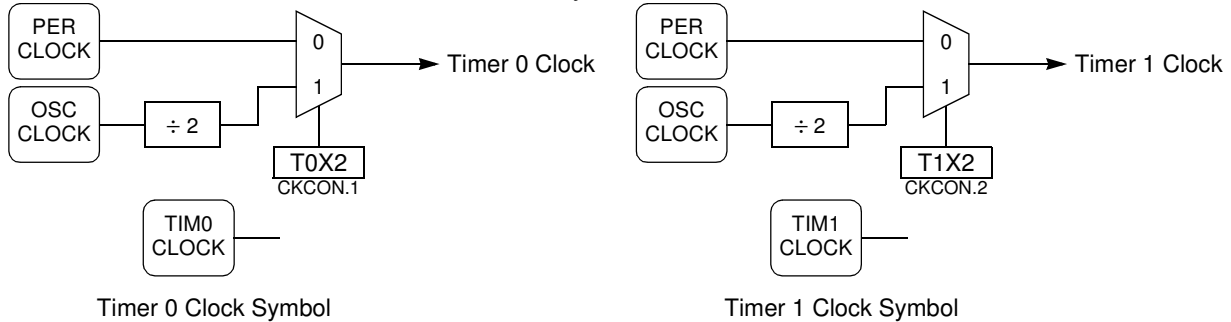 PER
CLOCK
0
Timer 0 Clock
1
OSC
CLOCK
÷ 2
T0X2
CKCON.1
TIM0
CLOCK
Timer 0 Clock Symbol
PER
CLOCK
0
Timer 1 Clock
1
OSC
CLOCK
÷ 2
T1X2
CKCON.2
TIM1
CLOCK
Timer 1 Clock Symbol